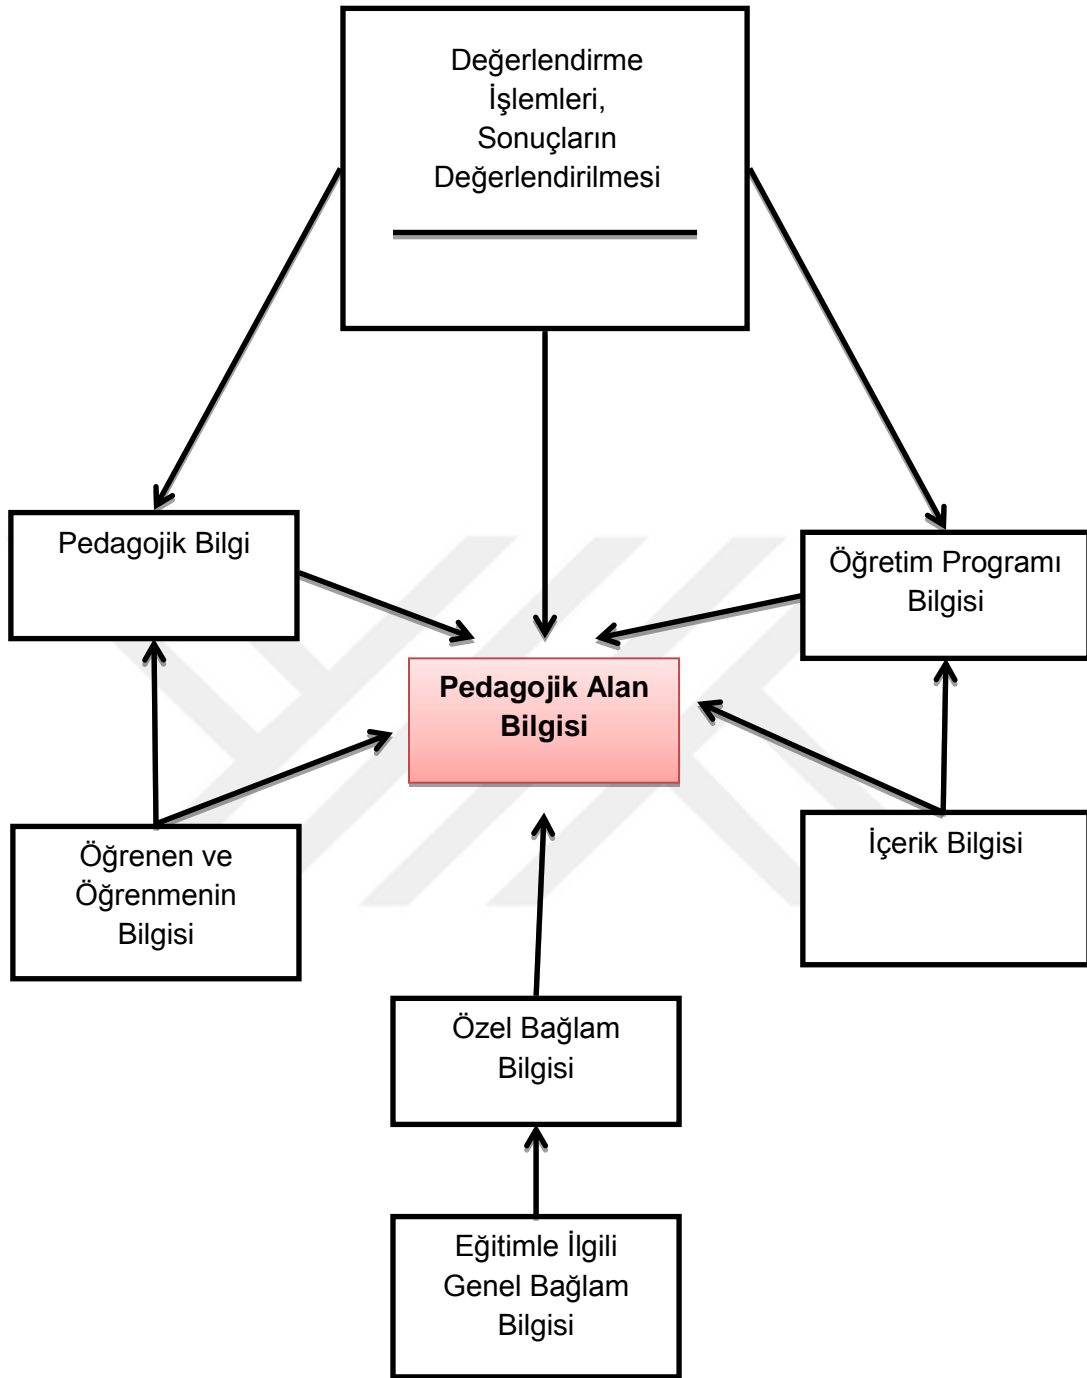 Değerlendirme
İşlemleri,
Sonuçların
Değerlendirilmesi
Pedagojik Bilgi
Öğretim Programı
Bilgisi
Pedagojik Alan
Bilgisi
Öğrenen ve
Öğrenmenin
Bilgisi
İçerik Bilgisi
Özel Bağlam
Bilgisi
Eğitimle İlgili
Genel Bağlam
Bilgisi